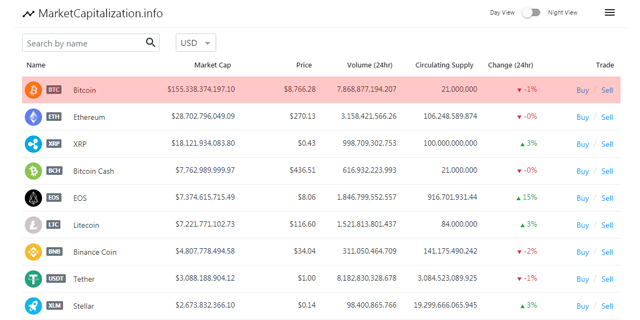 MarketCapitalization.info Day View Night View
Search by name USD
Name Market Cap Price Volume (24hr) Circulating Supply Change (24hr) Trade
BTC Bitcoin $155.338.374,197.10 $8,766.28 7,868,877,194.207 21,000,000 -1% Buy / Sell
ETH Ethereum $28,702,796,049.09 $270.13 3,158,421,566.26 106,248,589.874 -0% Buy / Sell
XRP XRP $18,121,934,083.80 $0.43 998,709,302.753 100,000,000,000 3% Buy / Sell
BCH Bitcoin Cash $7,762,989,999.97 $436.51 616,932,223.993 21,000,000 -0% Buy / Sell
EOS EOS $7,374,615,715.49 $8.06 1,846,799,552.557 916,701,931.44 15% Buy / Sell
LTC Litecoin $7,221,771,102.73 $116.60 1,521,813,801.437 84,000,000 3% Buy / Sell
BNB Binance Coin $4,807,778,494.58 $34.04 311,050,464.709 141,175,490.242 -2% Buy / Sell
USDT Tether $3,088,188,904.12 $1.00 8,182,830,328.678 3,084,523,089.925 -1% Buy / Sell
XLM Stellar $2,673,832,366.10 $0.14 98,400,865.766 19,299,666,065.945 3% Buy / Sell